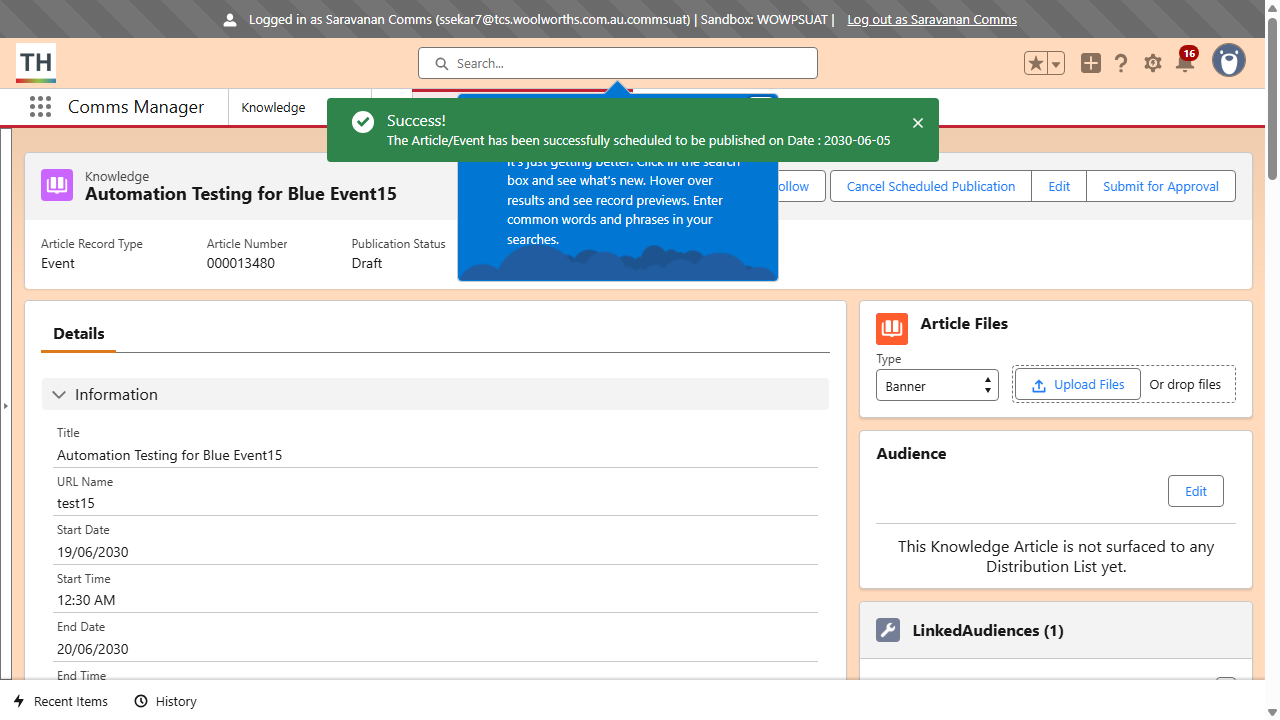 Logged in as Saravanan Comms (ssekar7@tcs.woolworths.com.au.commsuat) | Sandbox: WOWPSUAT | Log out as Saravanan Comms
TH
Search...
16
Comms Manager
Knowledge
Success!
The Article/Event has been successfully scheduled to be published on Date : 2030-06-05
It's just getting better. Click in the search
box and see what's new. Hover over
results and see record previews. Enter
common words and phrases in your
searches.
Knowledge
Automation Testing for Blue Event15
ollow
Cancel Scheduled Publication
Edit
Submit for Approval
Article Record Type
Event
Article Number
000013480
Publication Status
Draft
Details
Information
Title
Automation Testing for Blue Event15
URL Name
test15
Start Date
19/06/2030
Start Time
12:30 AM
End Date
20/06/2030
End Time
Article Files
Type
Banner
Upload Files
Or drop files
Audience
Edit
This Knowledge Article is not surfaced to any
Distribution List yet.
LinkedAudiences (1)
Recent Items
History